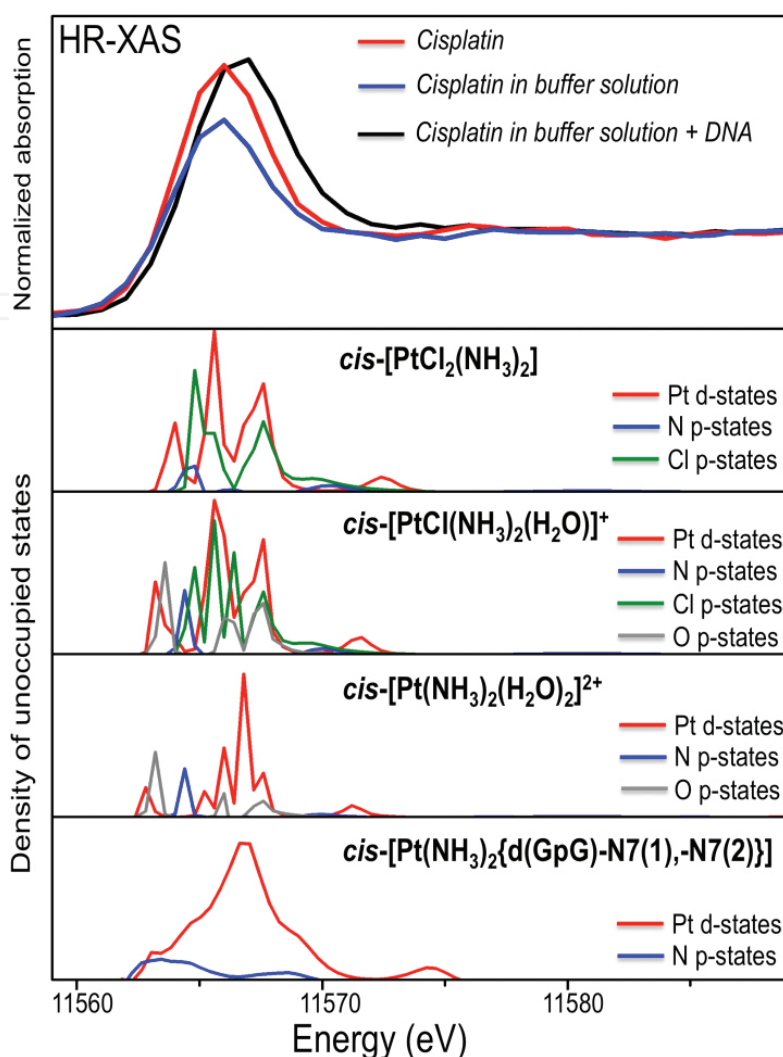 HR-XAS
Cisplatin
Cisplatin in buffer solution
Cisplatin in buffer solution + DNA
Normalized absorption
cis-[PtCl₂(NH₃)₂]
Pt d-states
N p-states
Cl p-states
cis-[PtCl(NH₃)₂(H₂O)]⁺
Pt d-states
N p-states
Cl p-states
O p-states
cis-[Pt(NH₃)₂(H₂O)₂]²⁺
Pt d-states
N p-states
O p-states
cis-[Pt(NH₃)₂{d(GpG)-N7(1),-N7(2)}]
Pt d-states
N p-states
Density of unoccupied states
11560 11570 11580
Energy (eV)